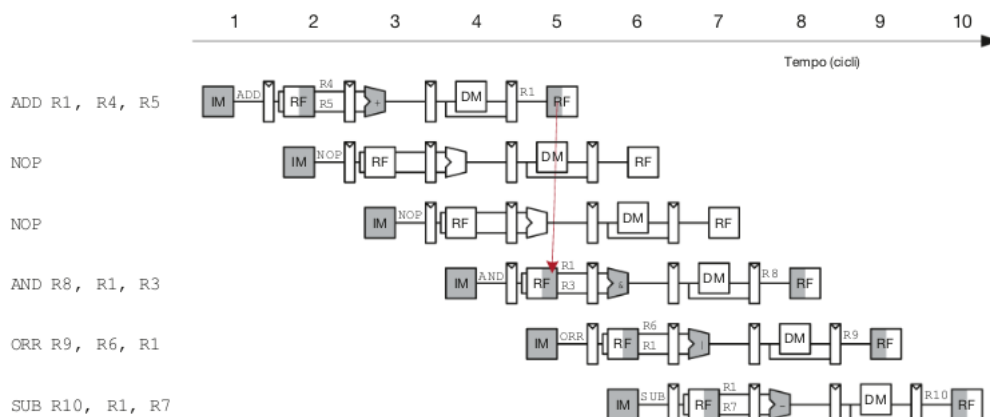 1 2 3 4 5 6 7 8 9 10
Tempo (cicli)
ADD R1, R4, R5 IM ADD RF R4 R5 + DM R1 RF
NOP IM NOP RF DM RF
NOP IM NOP RF DM RF
AND R8, R1, R3 IM AND RF R1 R3 & DM R8 RF
ORR R9, R6, R1 IM ORR RF R6 R1 | DM R9 RF
SUB R10, R1, R7 IM SUB RF R1 R7 DM R10 RF